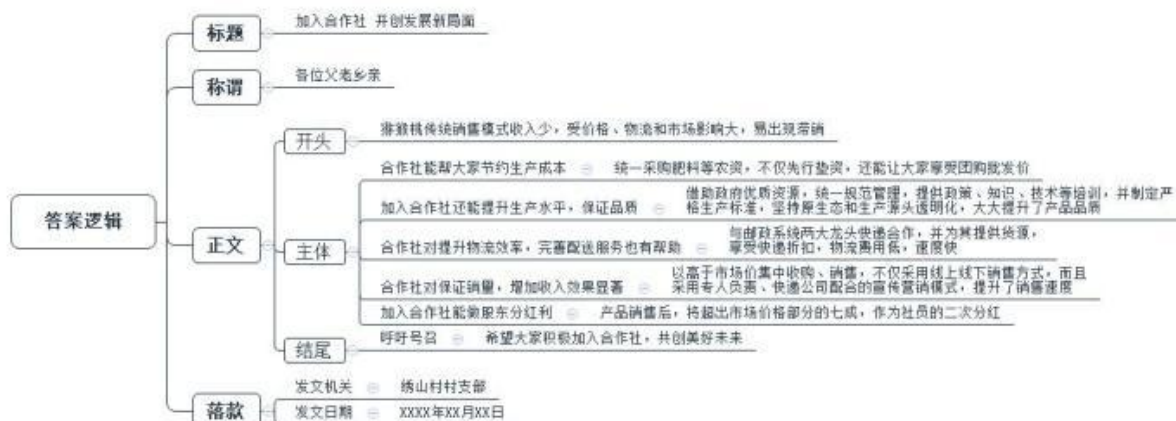 答案逻辑
标题
加入合作社 开创发展新局面
称谓
各位父老乡亲
正文
开头
猕猴桃传统销售模式收入少，受价格、物流和市场影响大，易出现滞销
主体
合作社能帮大家节约生产成本
统一采购肥料等农资，不仅先行垫资，还能让大家享受团购批发价
加入合作社还能提升生产水平，保证品质
借助政府优质资源，统一规范管理，提供政策、知识、技术等培训，并制定严
格生产标准，坚持原生态和生产源头透明化，大大提升了产品品质
合作社对提升物流效率，完善配送服务也有帮助
与邮政系统两大龙头快递合作，并为其提供货源，
享受快递折扣，物流费用低，速度快
合作社对保证销量，增加收入效果显著
以高于市场价集中收购、销售，不仅采用线上线下销售方式，而且
采用专人负责、快递公司配合的宣传营销模式，提升了销售速度
加入合作社能做股东分红利
产品销售后，将超出市场价格部分的七成，作为社员的二次分红
结尾
呼吁号召
希望大家积极加入合作社，共创美好未来
落款
发文机关
绣山村村支部
发文日期
XXXX年XX月XX日